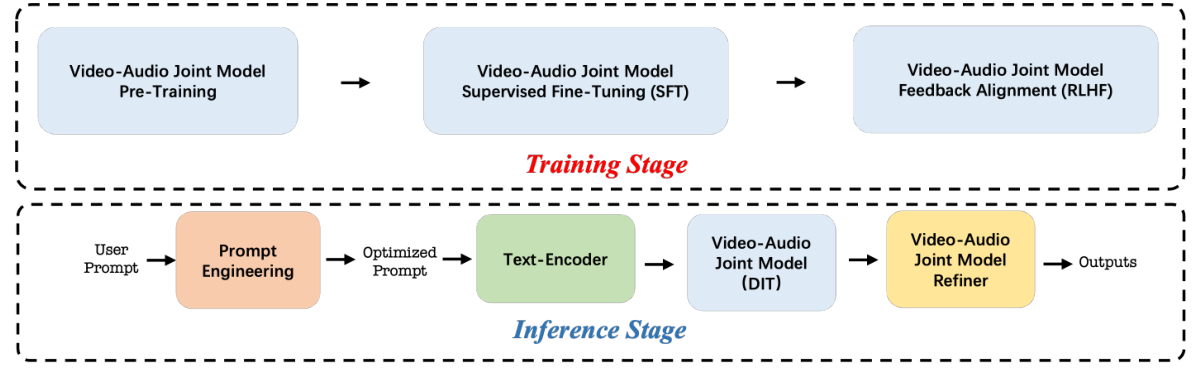 Video-Audio Joint Model
Pre-Training
Video-Audio Joint Model
Supervised Fine-Tuning (SFT)
Video-Audio Joint Model
Feedback Alignment (RLHF)
Training Stage
User
Prompt
Prompt
Engineering
Optimized
Prompt
Text-Encoder
Video-Audio
Joint Model
(DIT)
Video-Audio
Joint Model
Refiner
Outputs
Inference Stage